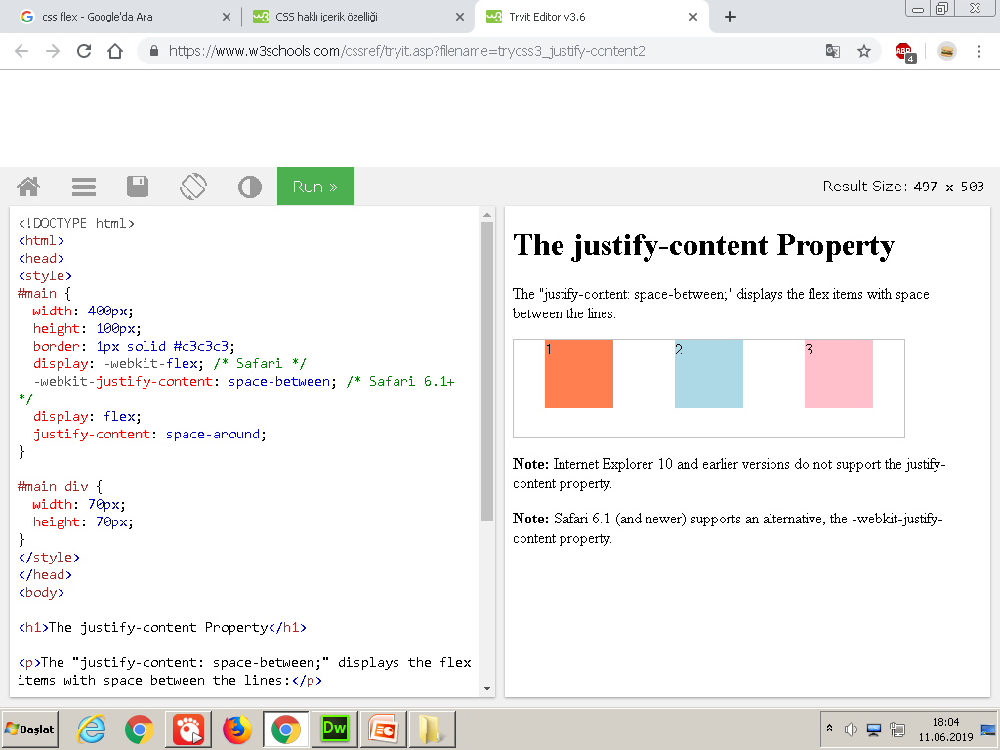 css flex - Google'da Ara
CSS haklı içerik özelliği
Tryit Editor v3.6
https://www.w3schools.com/cssref/tryit.asp?filename=trycss3_justify-content2
ABP
4
Run »
Result Size: 497 x 503
<!DOCTYPE html>
<html>
<head>
<style>
#main {
  width: 400px;
  height: 100px;
  border: 1px solid #c3c3c3;
  display: -webkit-flex; /* Safari */
  -webkit-justify-content: space-between; /* Safari 6.1+
*/
  display: flex;
  justify-content: space-around;
}
#main div {
  width: 70px;
  height: 70px;
}
</style>
</head>
<body>
<h1>The justify-content Property</h1>
<p>The "justify-content: space-between;" displays the flex
items with space between the lines:</p>
The justify-content Property
The "justify-content: space-between;" displays the flex items with space
between the lines:
1
2
3
Note: Internet Explorer 10 and earlier versions do not support the justify-
content property.
Note: Safari 6.1 (and newer) supports an alternative, the -webkit-justify-
content property.
Başlat
Dw
18:04
11.06.2019